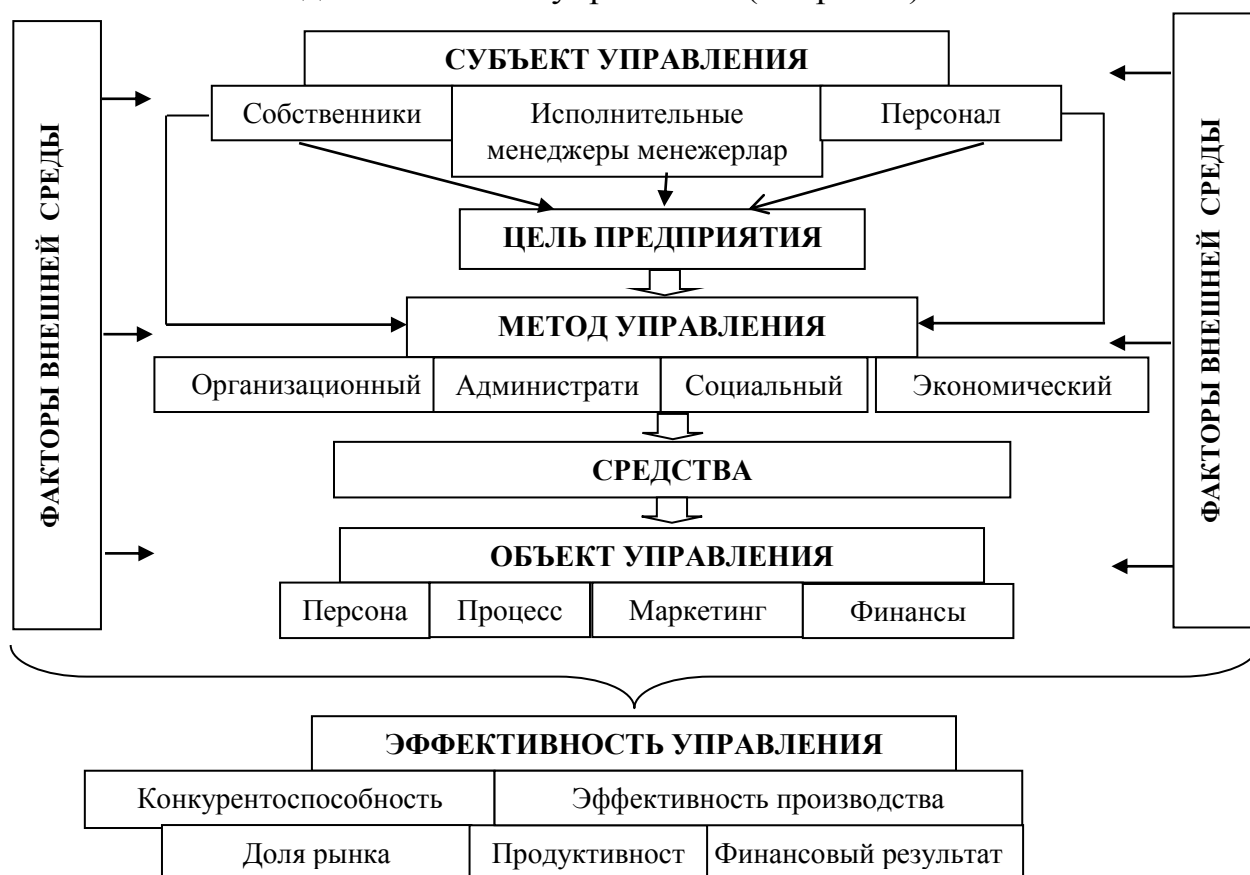 СУБЪЕКТ УПРАВЛЕНИЯ
Собственники
Исполнительные
менеджеры менежерлар
Персонал
ЦЕЛЬ ПРЕДПРИЯТИЯ
МЕТОД УПРАВЛЕНИЯ
Организационный
Администрати
Социальный
Экономический
СРЕДСТВА
ОБЪЕКТ УПРАВЛЕНИЯ
Персона
Процесс
Маркетинг
Финансы
ФАКТОРЫ ВНЕШНЕЙ СРЕДЫ
ФАКТОРЫ ВНЕШНЕЙ СРЕДЫ
ЭФФЕКТИВНОСТЬ УПРАВЛЕНИЯ
Конкурентоспособность
Эффективность производства
Доля рынка
Продуктивност
Финансовый результат